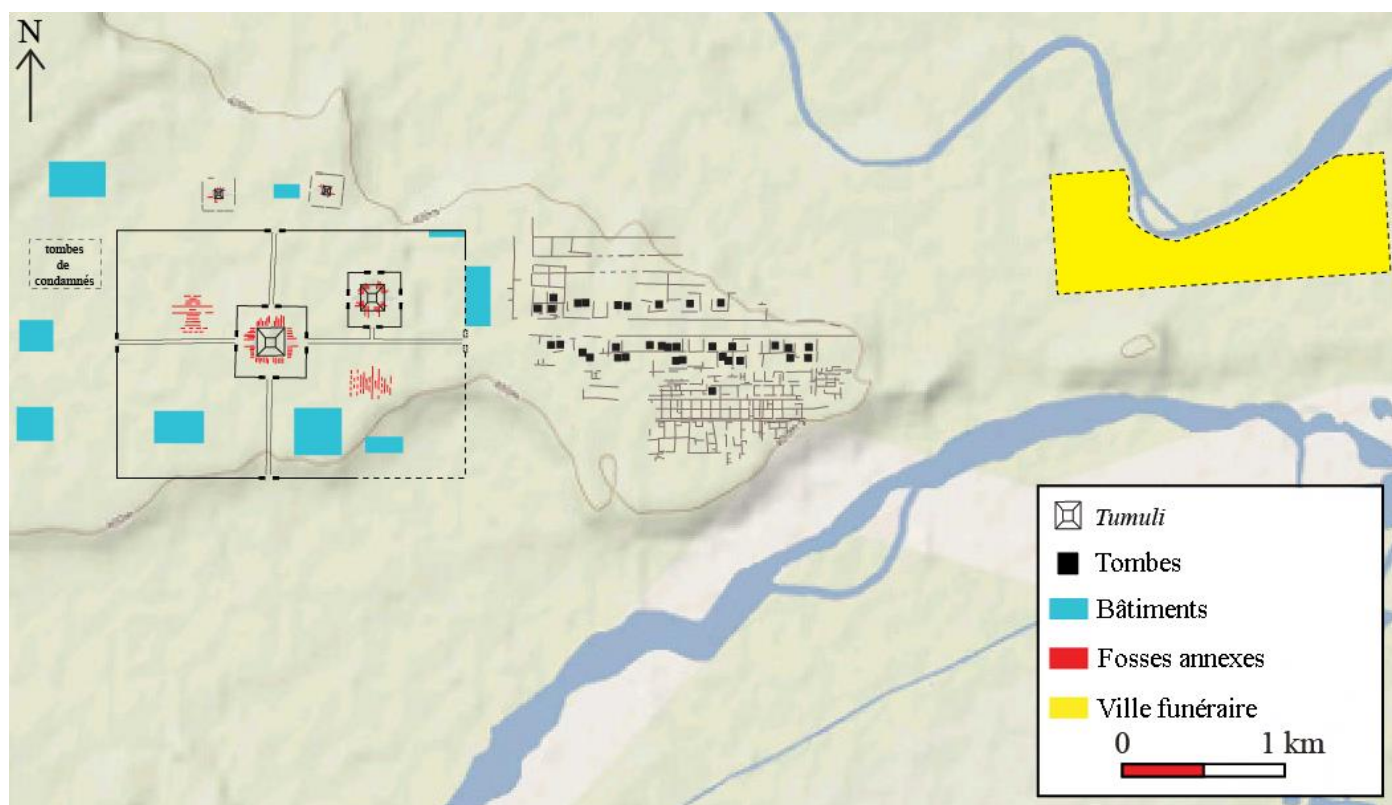 N
tombes
de
condamnés
Tumuli
Tombes
Bâtiments
Fosses annexes
Ville funéraire
0 1 km